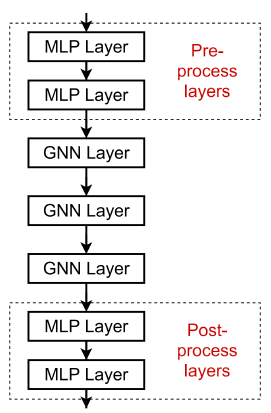 MLP Layer
MLP Layer
Pre-
process
layers
GNN Layer
GNN Layer
GNN Layer
MLP Layer
MLP Layer
Post-
process
layers